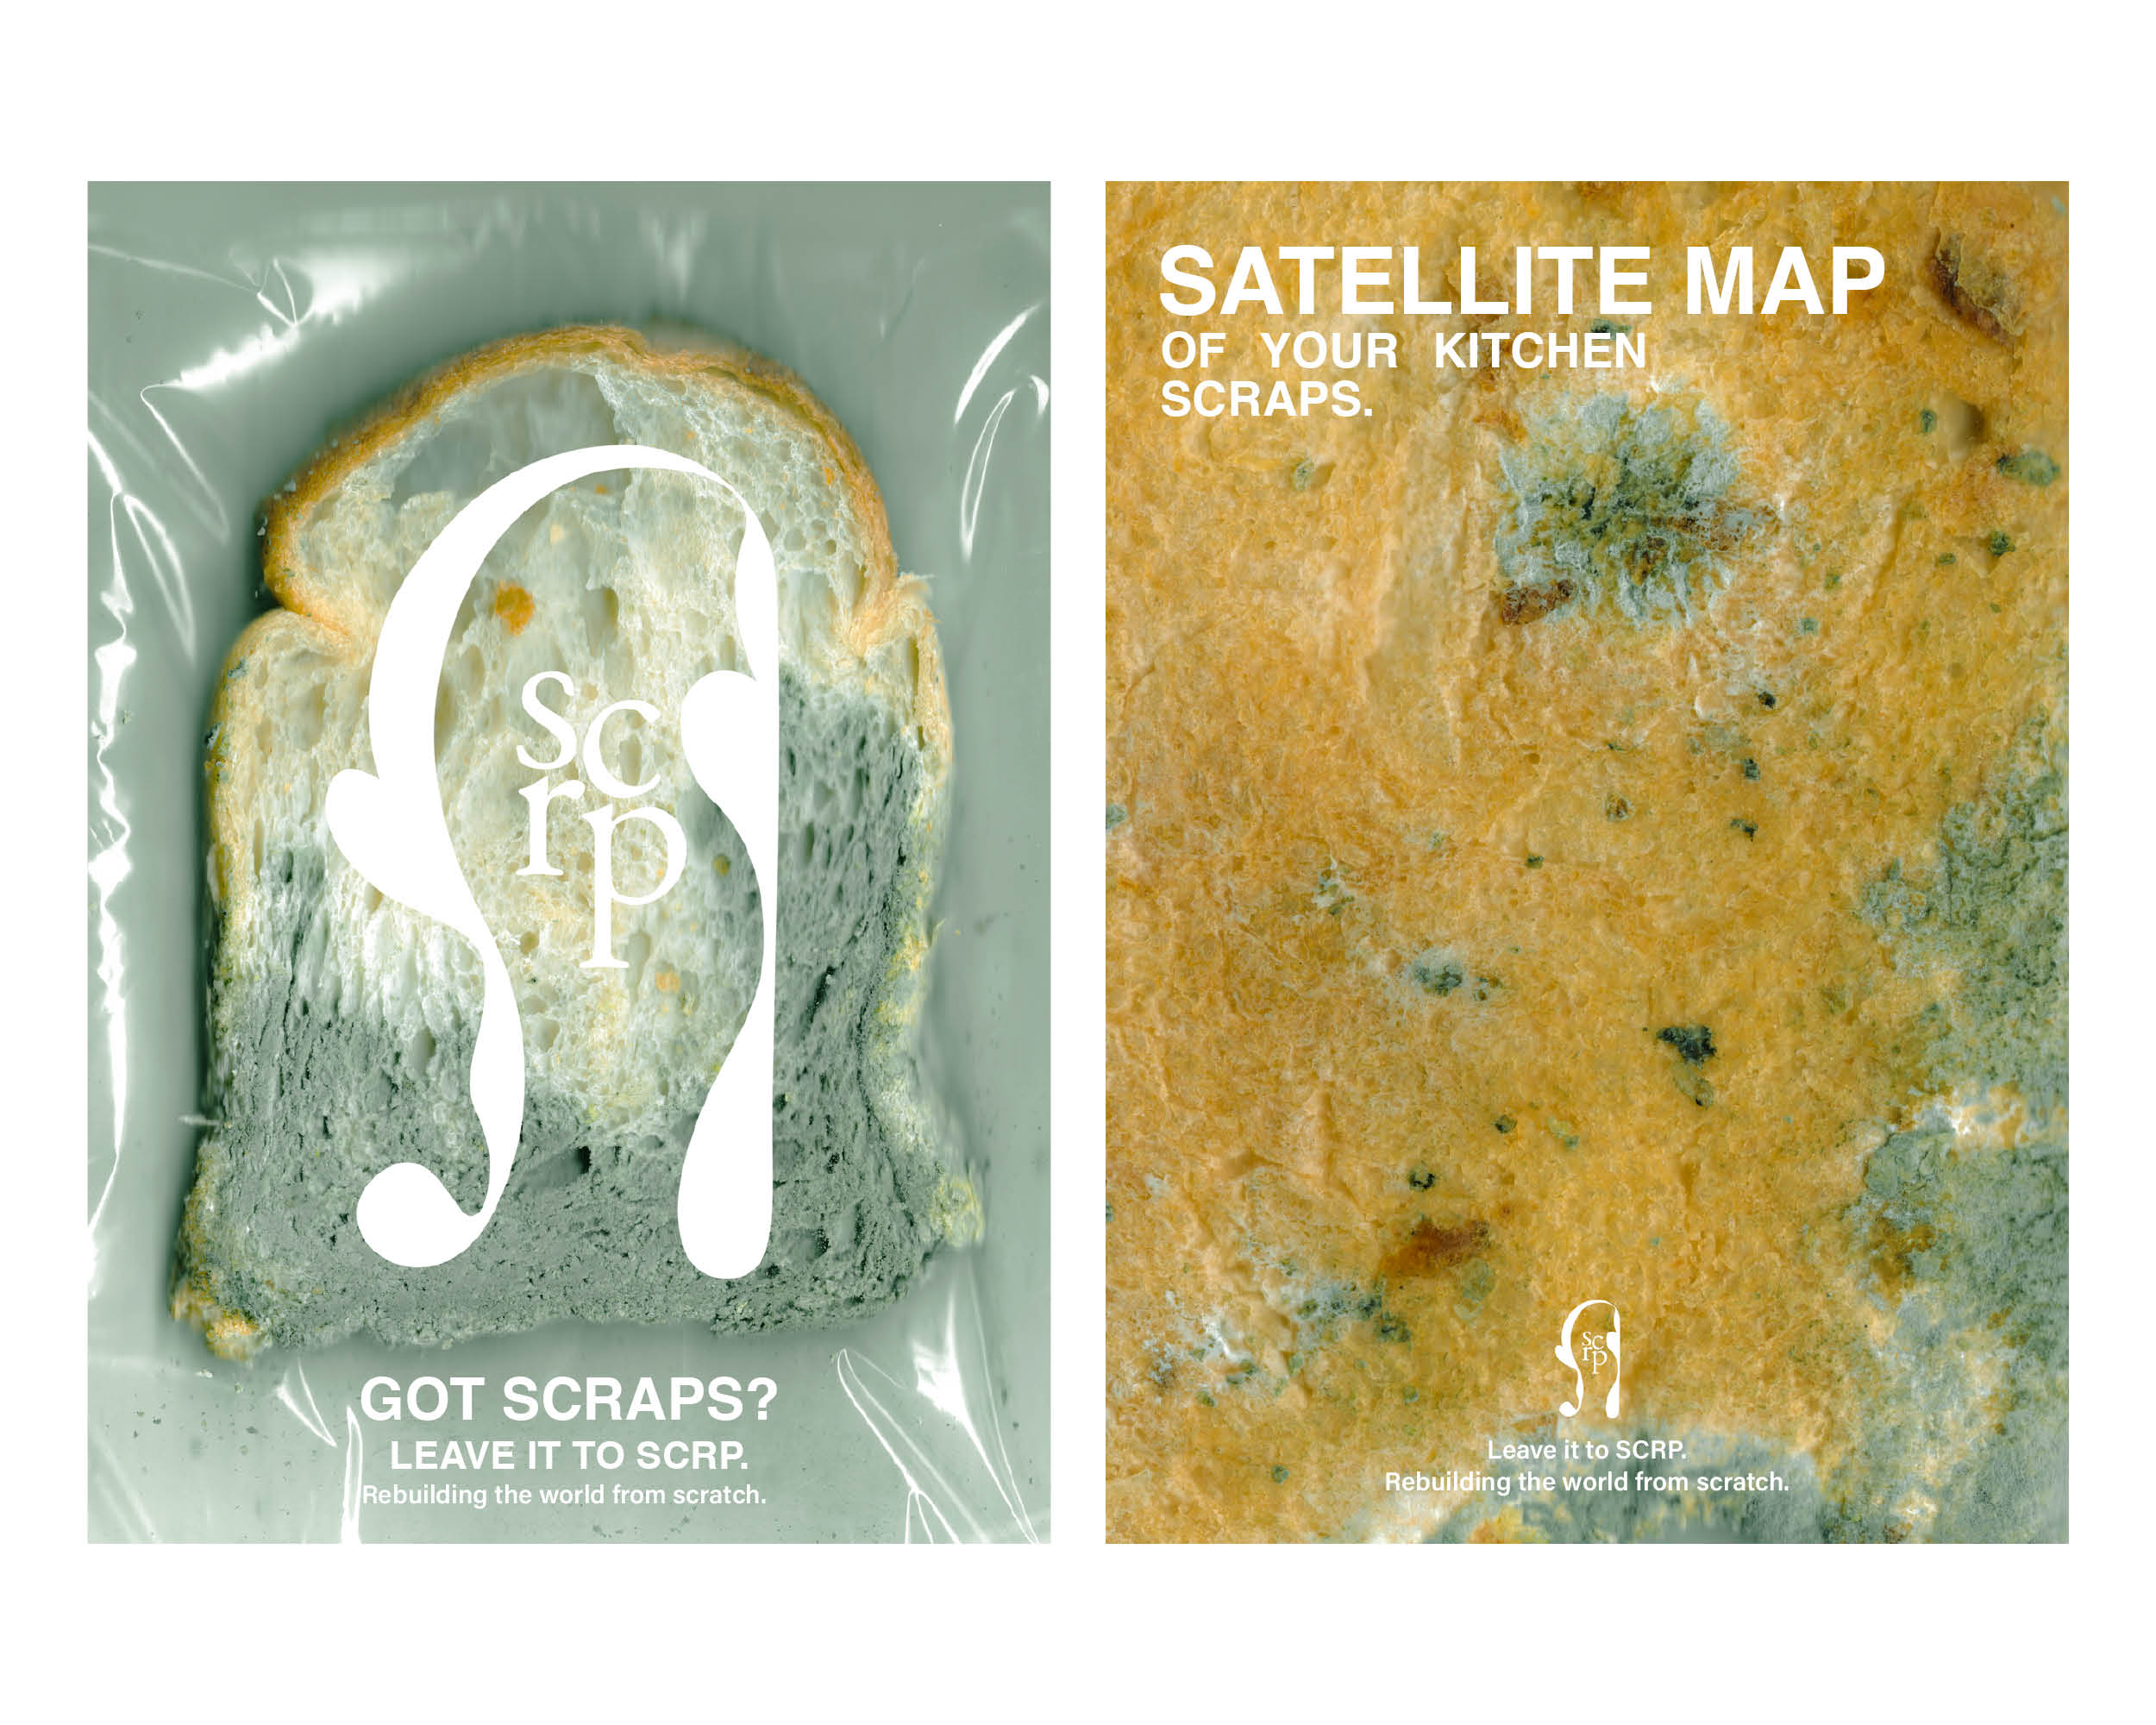 sc
rp
GOT SCRAPS?
LEAVE IT TO SCRP.
Rebuilding the world from scratch.
SATELLITE MAP
OF YOUR KITCHEN
SCRAPS.
sc
rp
Leave it to SCRP.
Rebuilding the world from scratch.